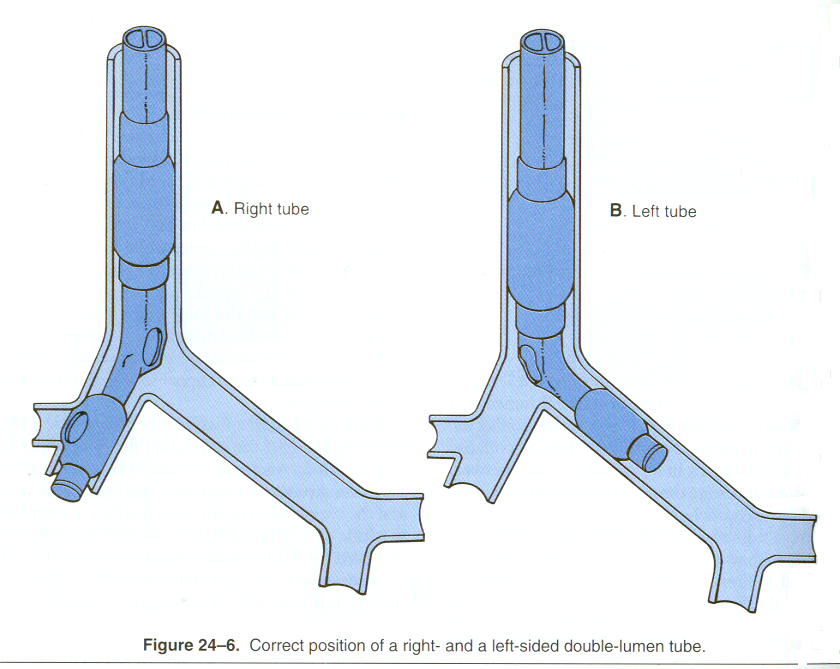 A. Right tube
B. Left tube
Figure 24–6. Correct position of a right- and a left-sided double-lumen tube.